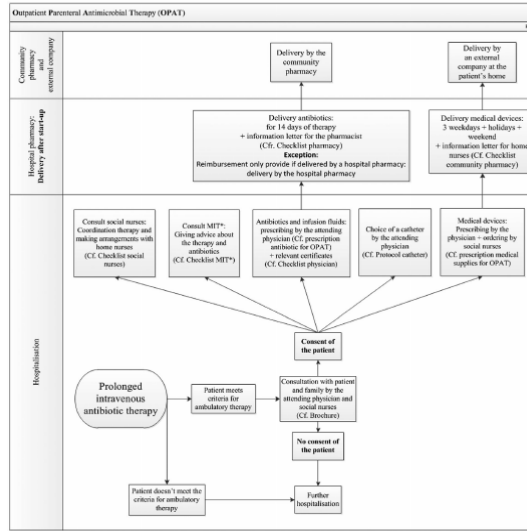 Outpatient Parenteral Antimicrobial Therapy (OPAT)
Community
pharmacy
and
external company
Delivery by the
community
pharmacy
Delivery by
an external
company at the
patient's home
Hospital pharmacy:
Delivery after start-up
Delivery antibiotics:
for 14 days of therapy
+ information letter for the pharmacist
(Cfr. Checklist pharmacy)
Exception:
Reimbursement only provide if delivered by a hospital pharmacy:
delivery by the hospital pharmacy
Delivery medical devices:
3 weekdays + holidays +
weekend
+ information letter for home
nurses (Cf. Checklist
community pharmacy)
Hospitalisation
Consult social nurses:
Coordination therapy and
making arrangements with
home nurses
(Cf. Checklist social
nurses)
Consult MIT*:
Giving advice about
the therapy and
antibiotics
(Cf. Checklist MIT*)
Antibiotics and infusion fluids:
prescribing by the attending
physician (Cf. prescription
antibiotic for OPAT)
+ relevant certificates
(Cf. Checklist physician)
Choice of a catheter
by the attending
physician
(Cf. Protocol catheter)
Medical devices:
Prescribing by the
physician + ordering by
social nurses (Cf.
prescription medical
supplies for OPAT)
Consent of
the patient
Prolonged
intravenous
antibiotic therapy
Patient meets
criteria for
ambulatory therapy
Consultation with patient
and family by the
attending physician and
social nurses
(Cf. Brochure)
No consent of
the patient
Patient doesn't meet the
criteria for ambulatory
therapy
Further
hospitalisation